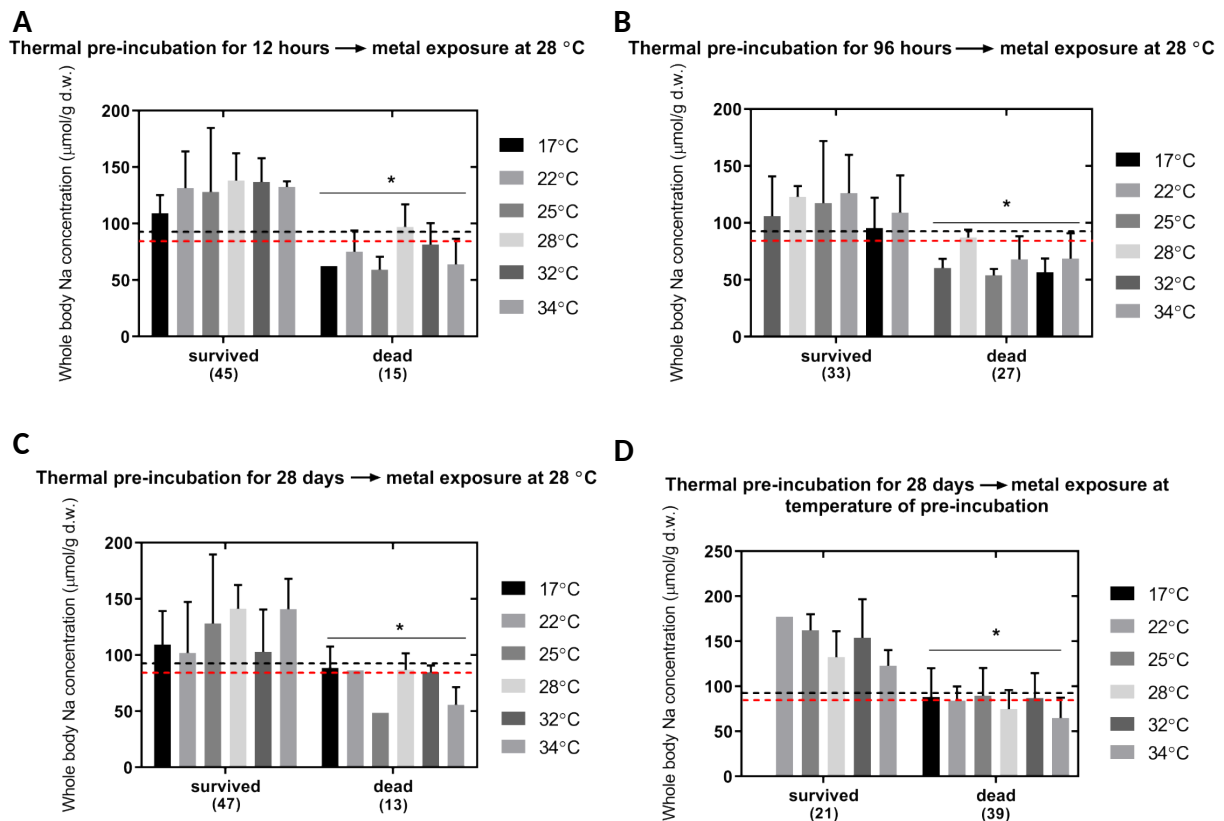 A
Thermal pre-incubation for 12 hours → metal exposure at 28 °C
Whole body Na concentration (μmol/g d.w.)
200
150
100
50
0
*
survived
(45)
dead
(15)
17°C
22°C
25°C
28°C
32°C
34°C
B
Thermal pre-incubation for 96 hours → metal exposure at 28 °C
Whole body Na concentration (μmol/g d.w.)
200
150
100
50
0
*
survived
(33)
dead
(27)
17°C
22°C
25°C
28°C
32°C
34°C
C
Thermal pre-incubation for 28 days → metal exposure at 28 °C
Whole body Na concentration (μmol/g d.w.)
200
150
100
50
0
*
survived
(47)
dead
(13)
17°C
22°C
25°C
28°C
32°C
34°C
D
Thermal pre-incubation for 28 days → metal exposure at
temperature of pre-incubation
Whole body Na concentration (μmol/g d.w.)
250
200
150
100
50
0
*
survived
(21)
dead
(39)
17°C
22°C
25°C
28°C
32°C
34°C